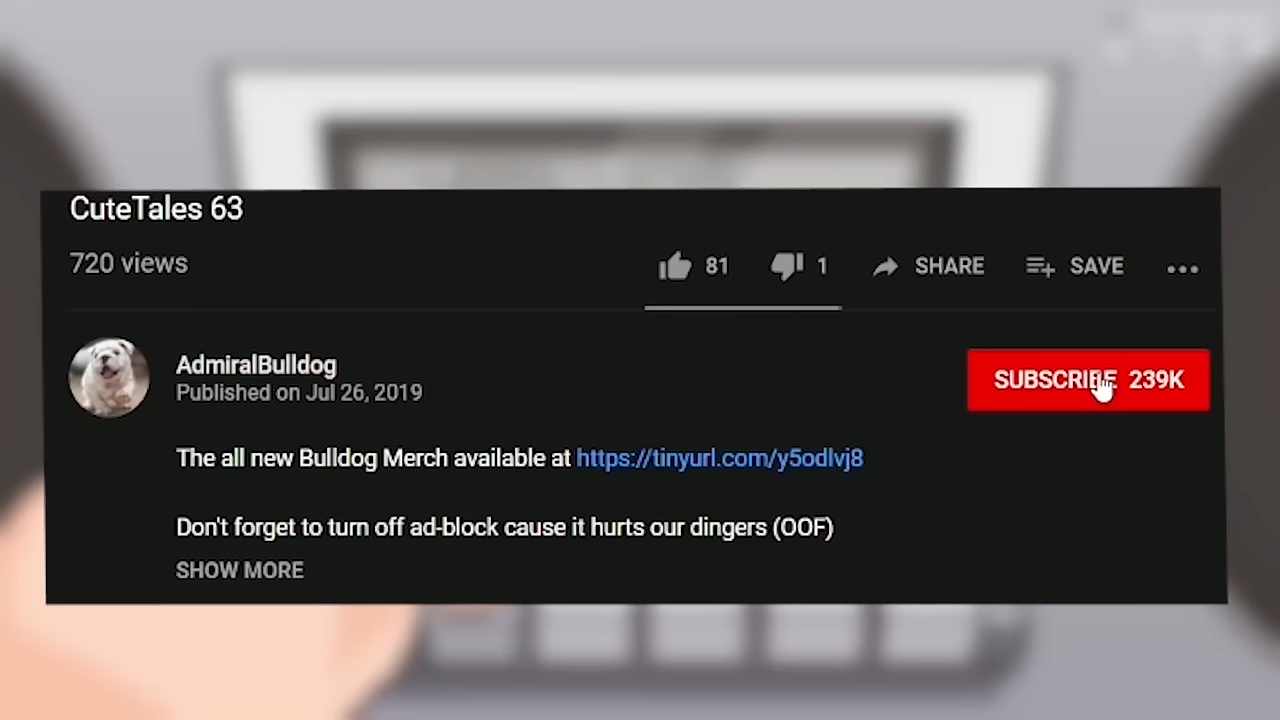 CuteTales 63
720 views
81 1 SHARE SAVE
AdmiralBulldog
Published on Jul 26, 2019
SUBSCRIBE 239K
The all new Bulldog Merch available at https://tinyurl.com/y5odlvj8
Don't forget to turn off ad-block cause it hurts our dingers (OOF)
SHOW MORE